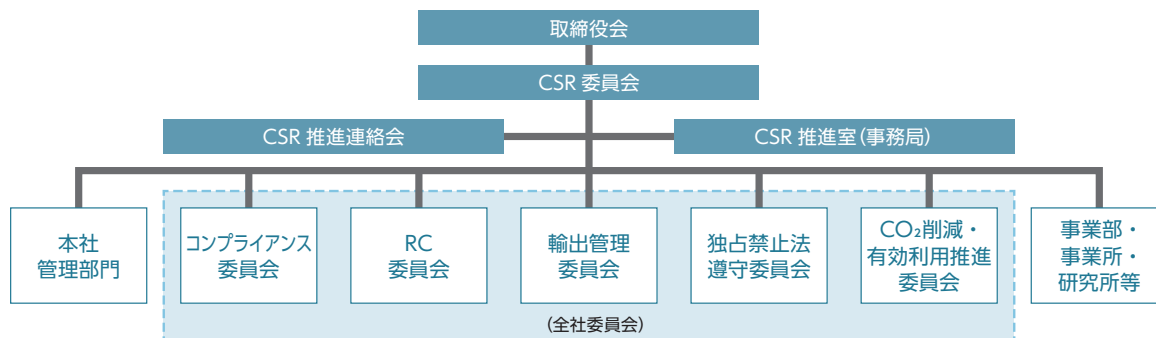 取締役会
CSR 委員会
CSR 推進連絡会
CSR 推進室(事務局)
本社
管理部門
コンプライアンス
委員会
RC
委員会
輸出管理
委員会
独占禁止法
遵守委員会
CO₂削減・
有効利用推進
委員会
事業部・
事業所・
研究所等
(全社委員会)